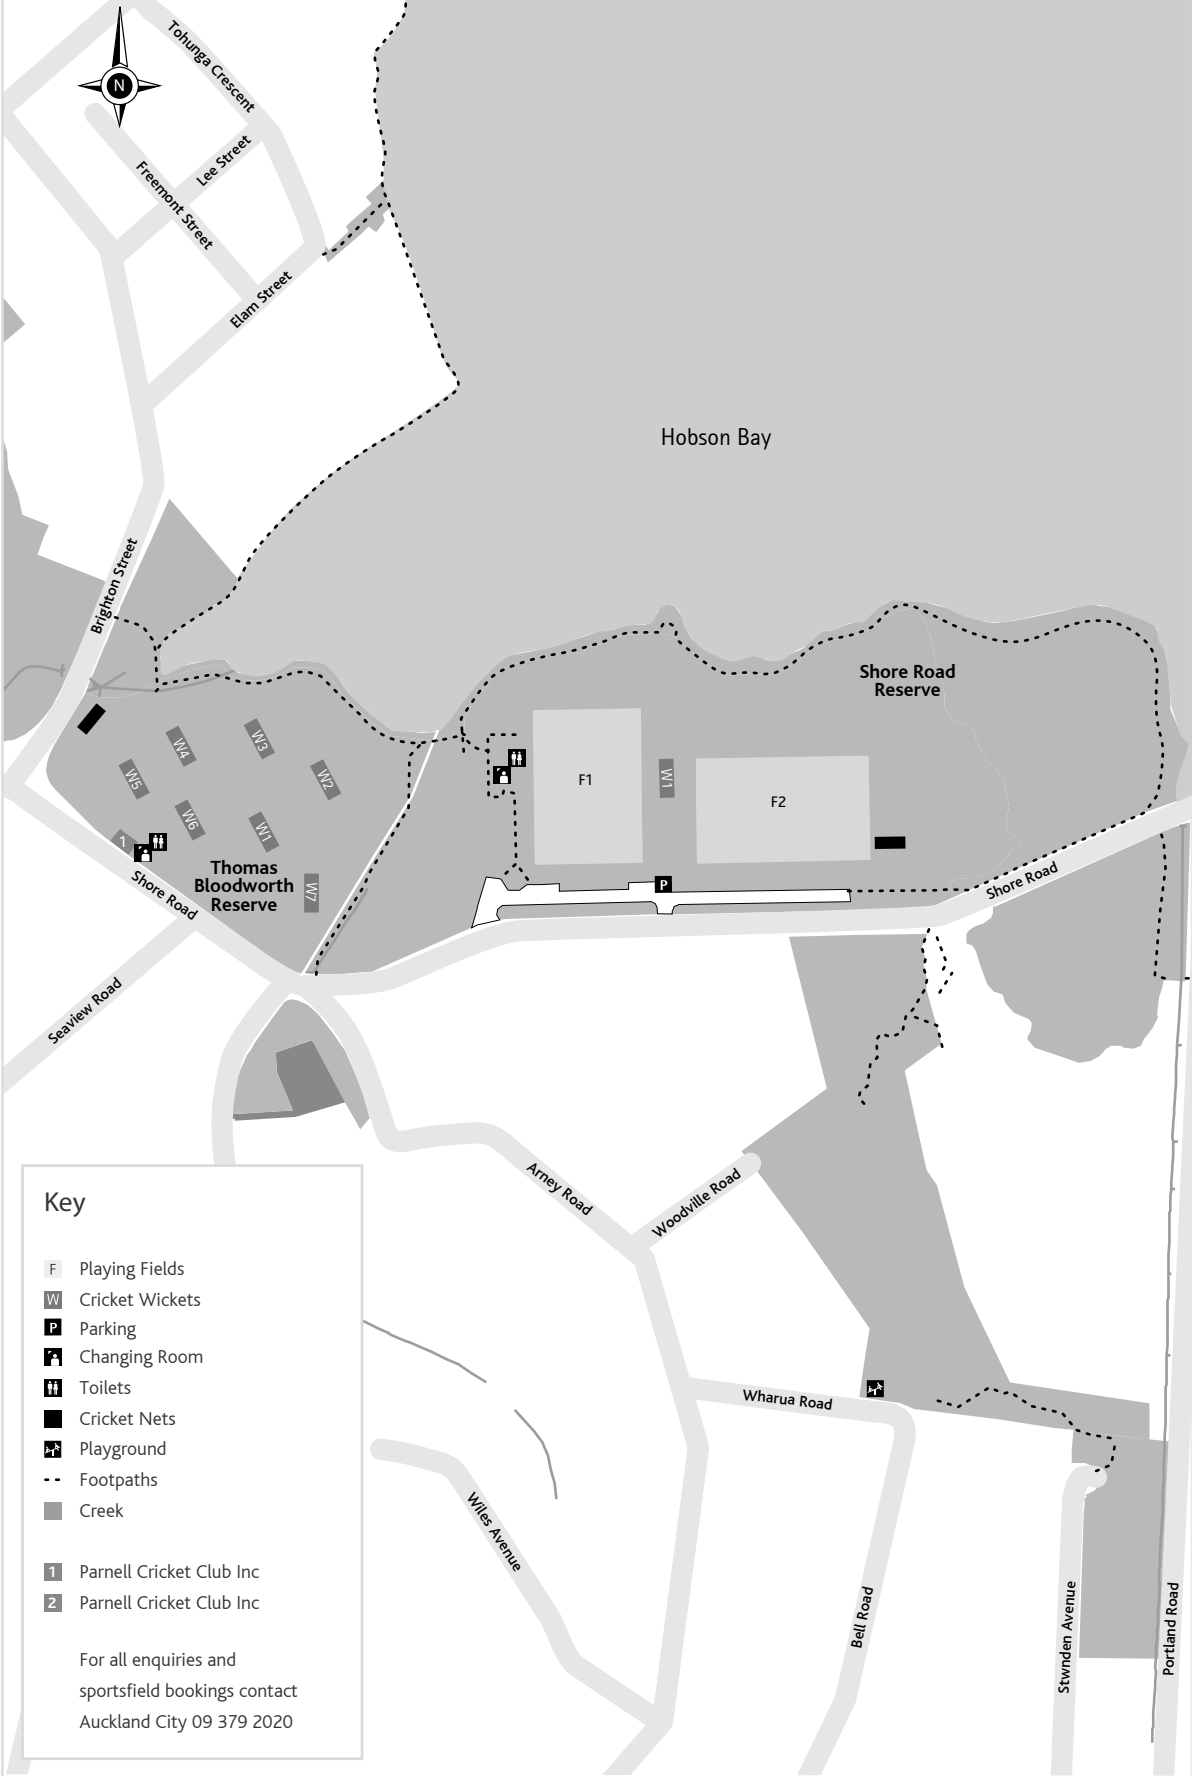 Tohunga Crescent
N
Lee Street
Freemont Street
Elam Street
Hobson Bay
Brighton Street
Shore Road
Reserve
W4
W3
W5
W2
W6
W1
W7
F1
W1
F2
1
P
Thomas
Bloodworth
Reserve
Shore Road
Shore Road
Seaview Road
Arney Road
Woodville Road
Wharua Road
Wiles Avenue
Bell Road
Stwnden Avenue
Portland Road
Key
F Playing Fields
W Cricket Wickets
P Parking
Changing Room
Toilets
Cricket Nets
Playground
Footpaths
Creek
1 Parnell Cricket Club Inc
2 Parnell Cricket Club Inc
For all enquiries and
sportsfield bookings contact
Auckland City 09 379 2020